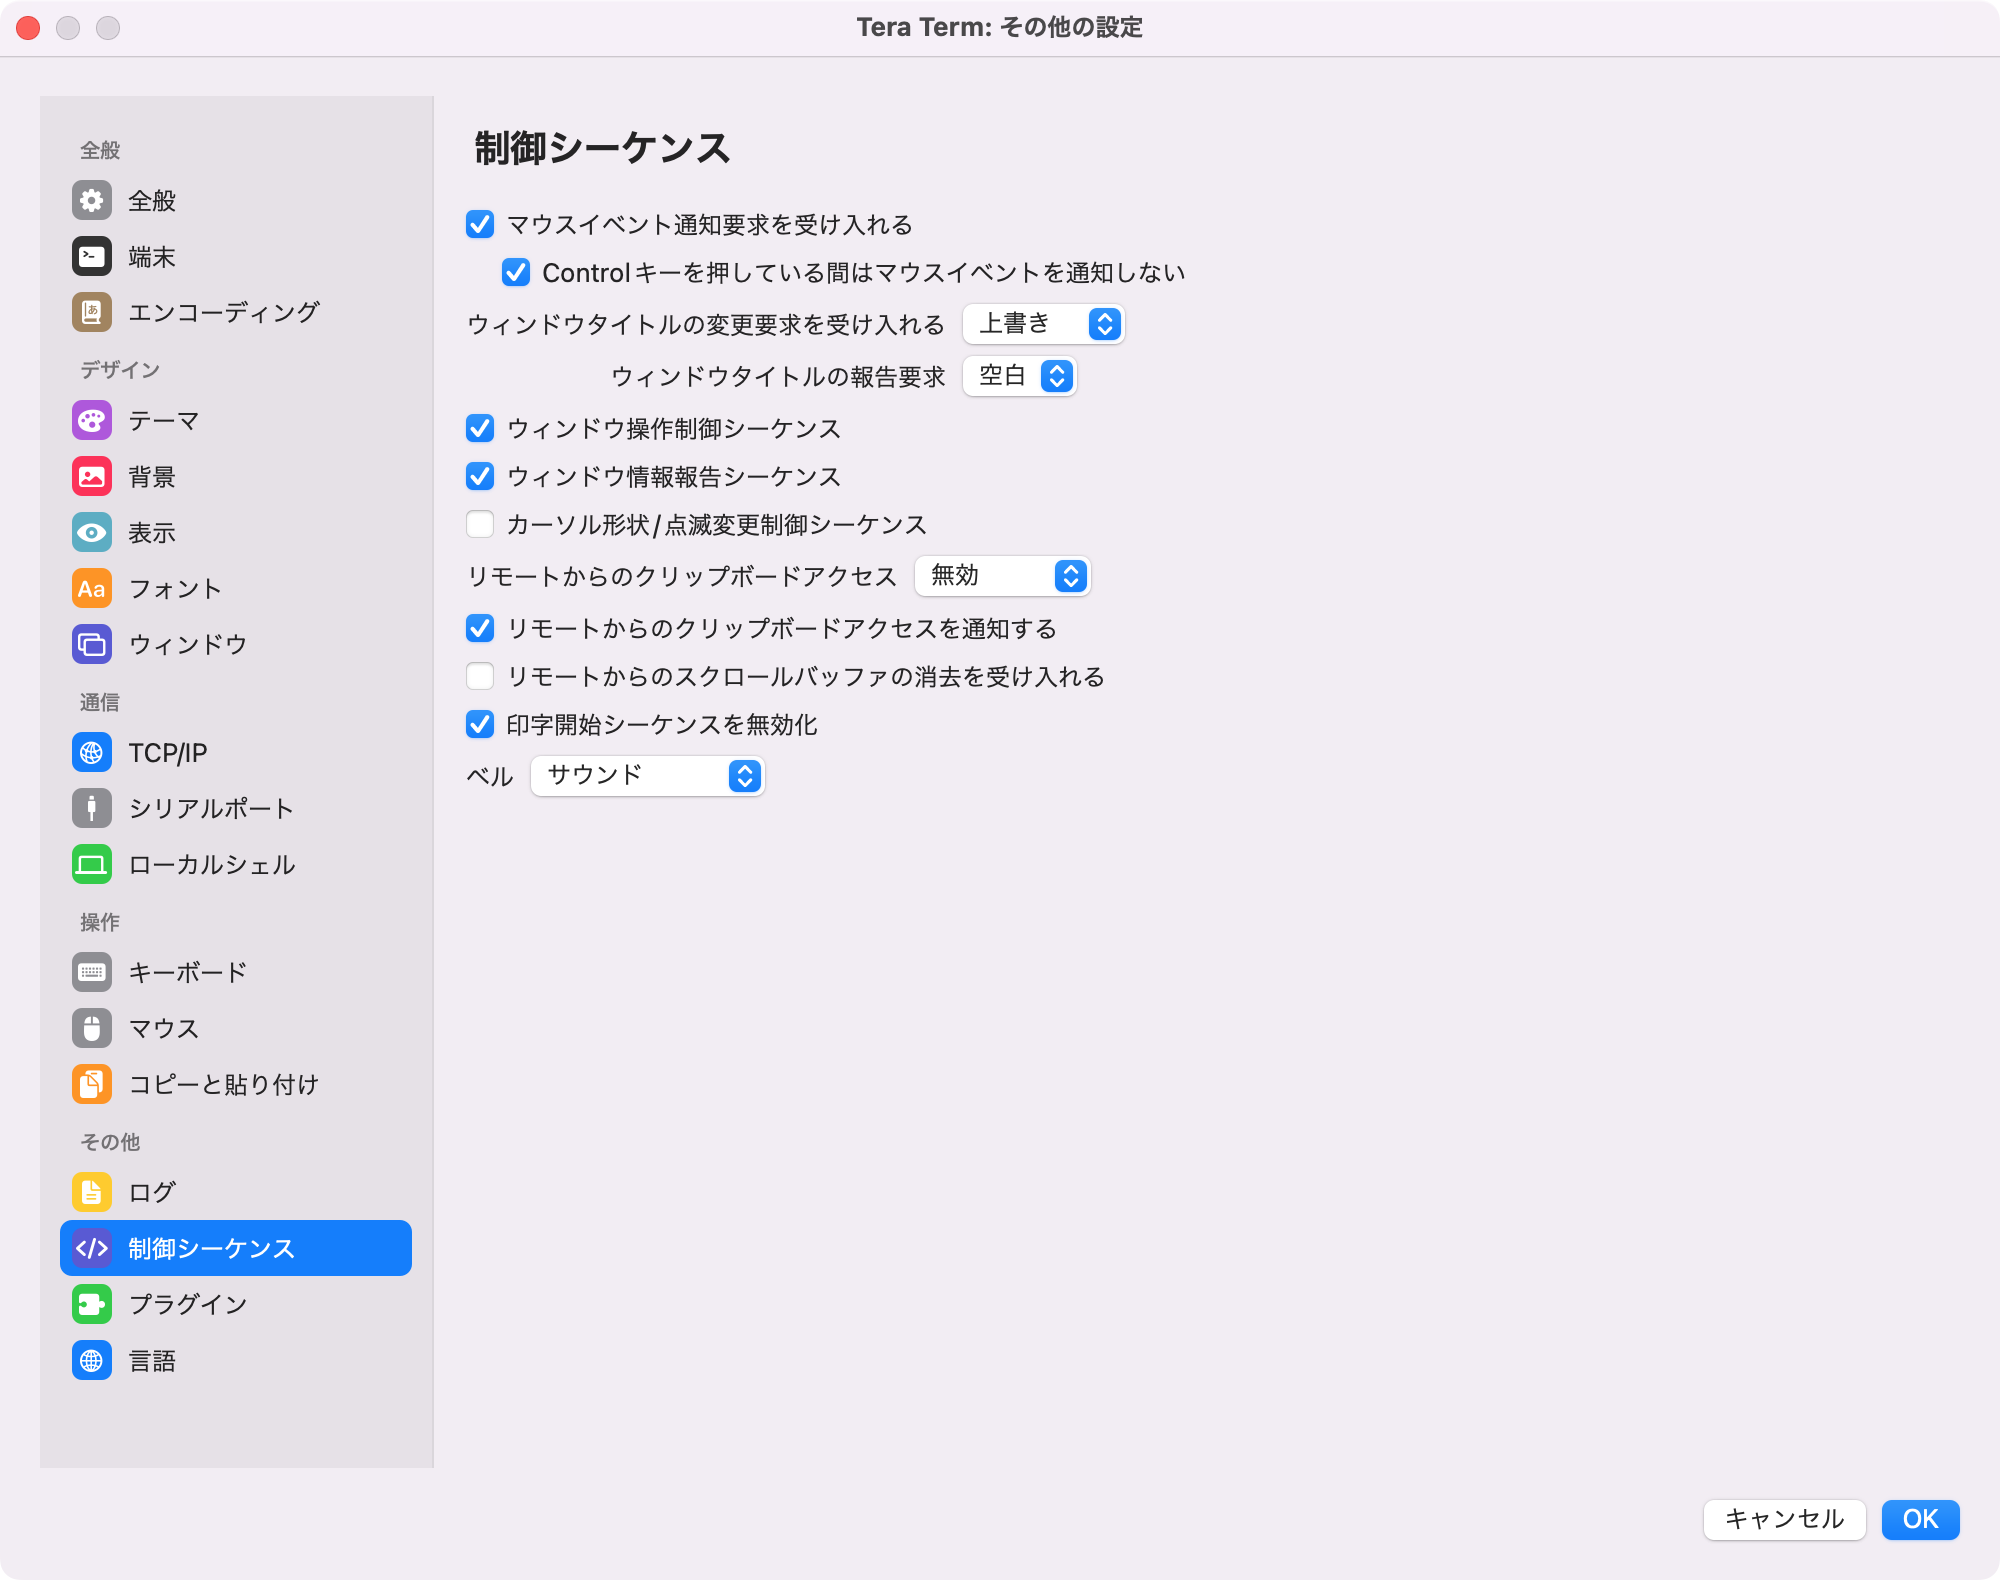 Tera Term: その他の設定
全般
全般
端末
エンコーディング
デザイン
テーマ
背景
表示
Aa
フォント
ウィンドウ
通信
TCP/IP
シリアルポート
ローカルシェル
操作
キーボード
マウス
コピーと貼り付け
その他
ログ
制御シーケンス
プラグイン
言語
制御シーケンス
マウスイベント通知要求を受け入れる
Controlキーを押している間はマウスイベントを通知しない
ウィンドウタイトルの変更要求を受け入れる 上書き
ウィンドウタイトルの報告要求 空白
ウィンドウ操作制御シーケンス
ウィンドウ情報報告シーケンス
カーソル形状/点滅変更制御シーケンス
リモートからのクリップボードアクセス 無効
リモートからのクリップボードアクセスを通知する
リモートからのスクロールバッファの消去を受け入れる
印字開始シーケンスを無効化
ベル サウンド
キャンセル OK